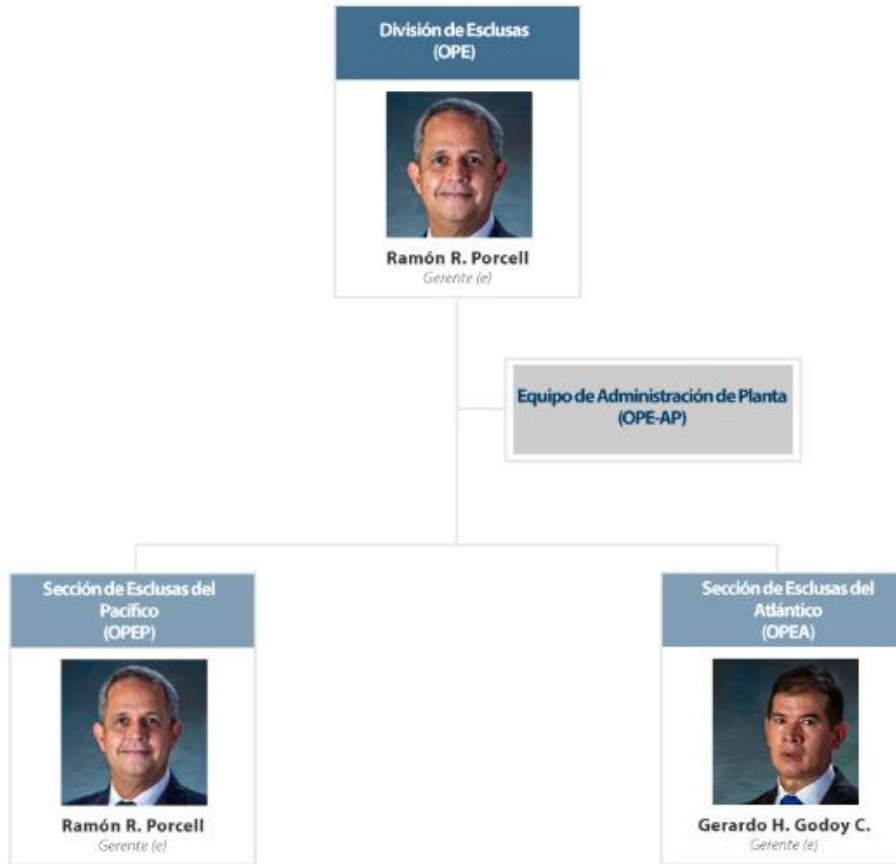 División de Esclusas
(OPE)
Ramón R. Porcell
Gerente (e)
Equipo de Administración de Planta
(OPE-AP)
Sección de Esclusas del
Pacífico
(OPEP)
Ramón R. Porcell
Gerente (e)
Sección de Esclusas del
Atlántico
(OPEA)
Gerardo H. Godoy C.
Gerente (e)